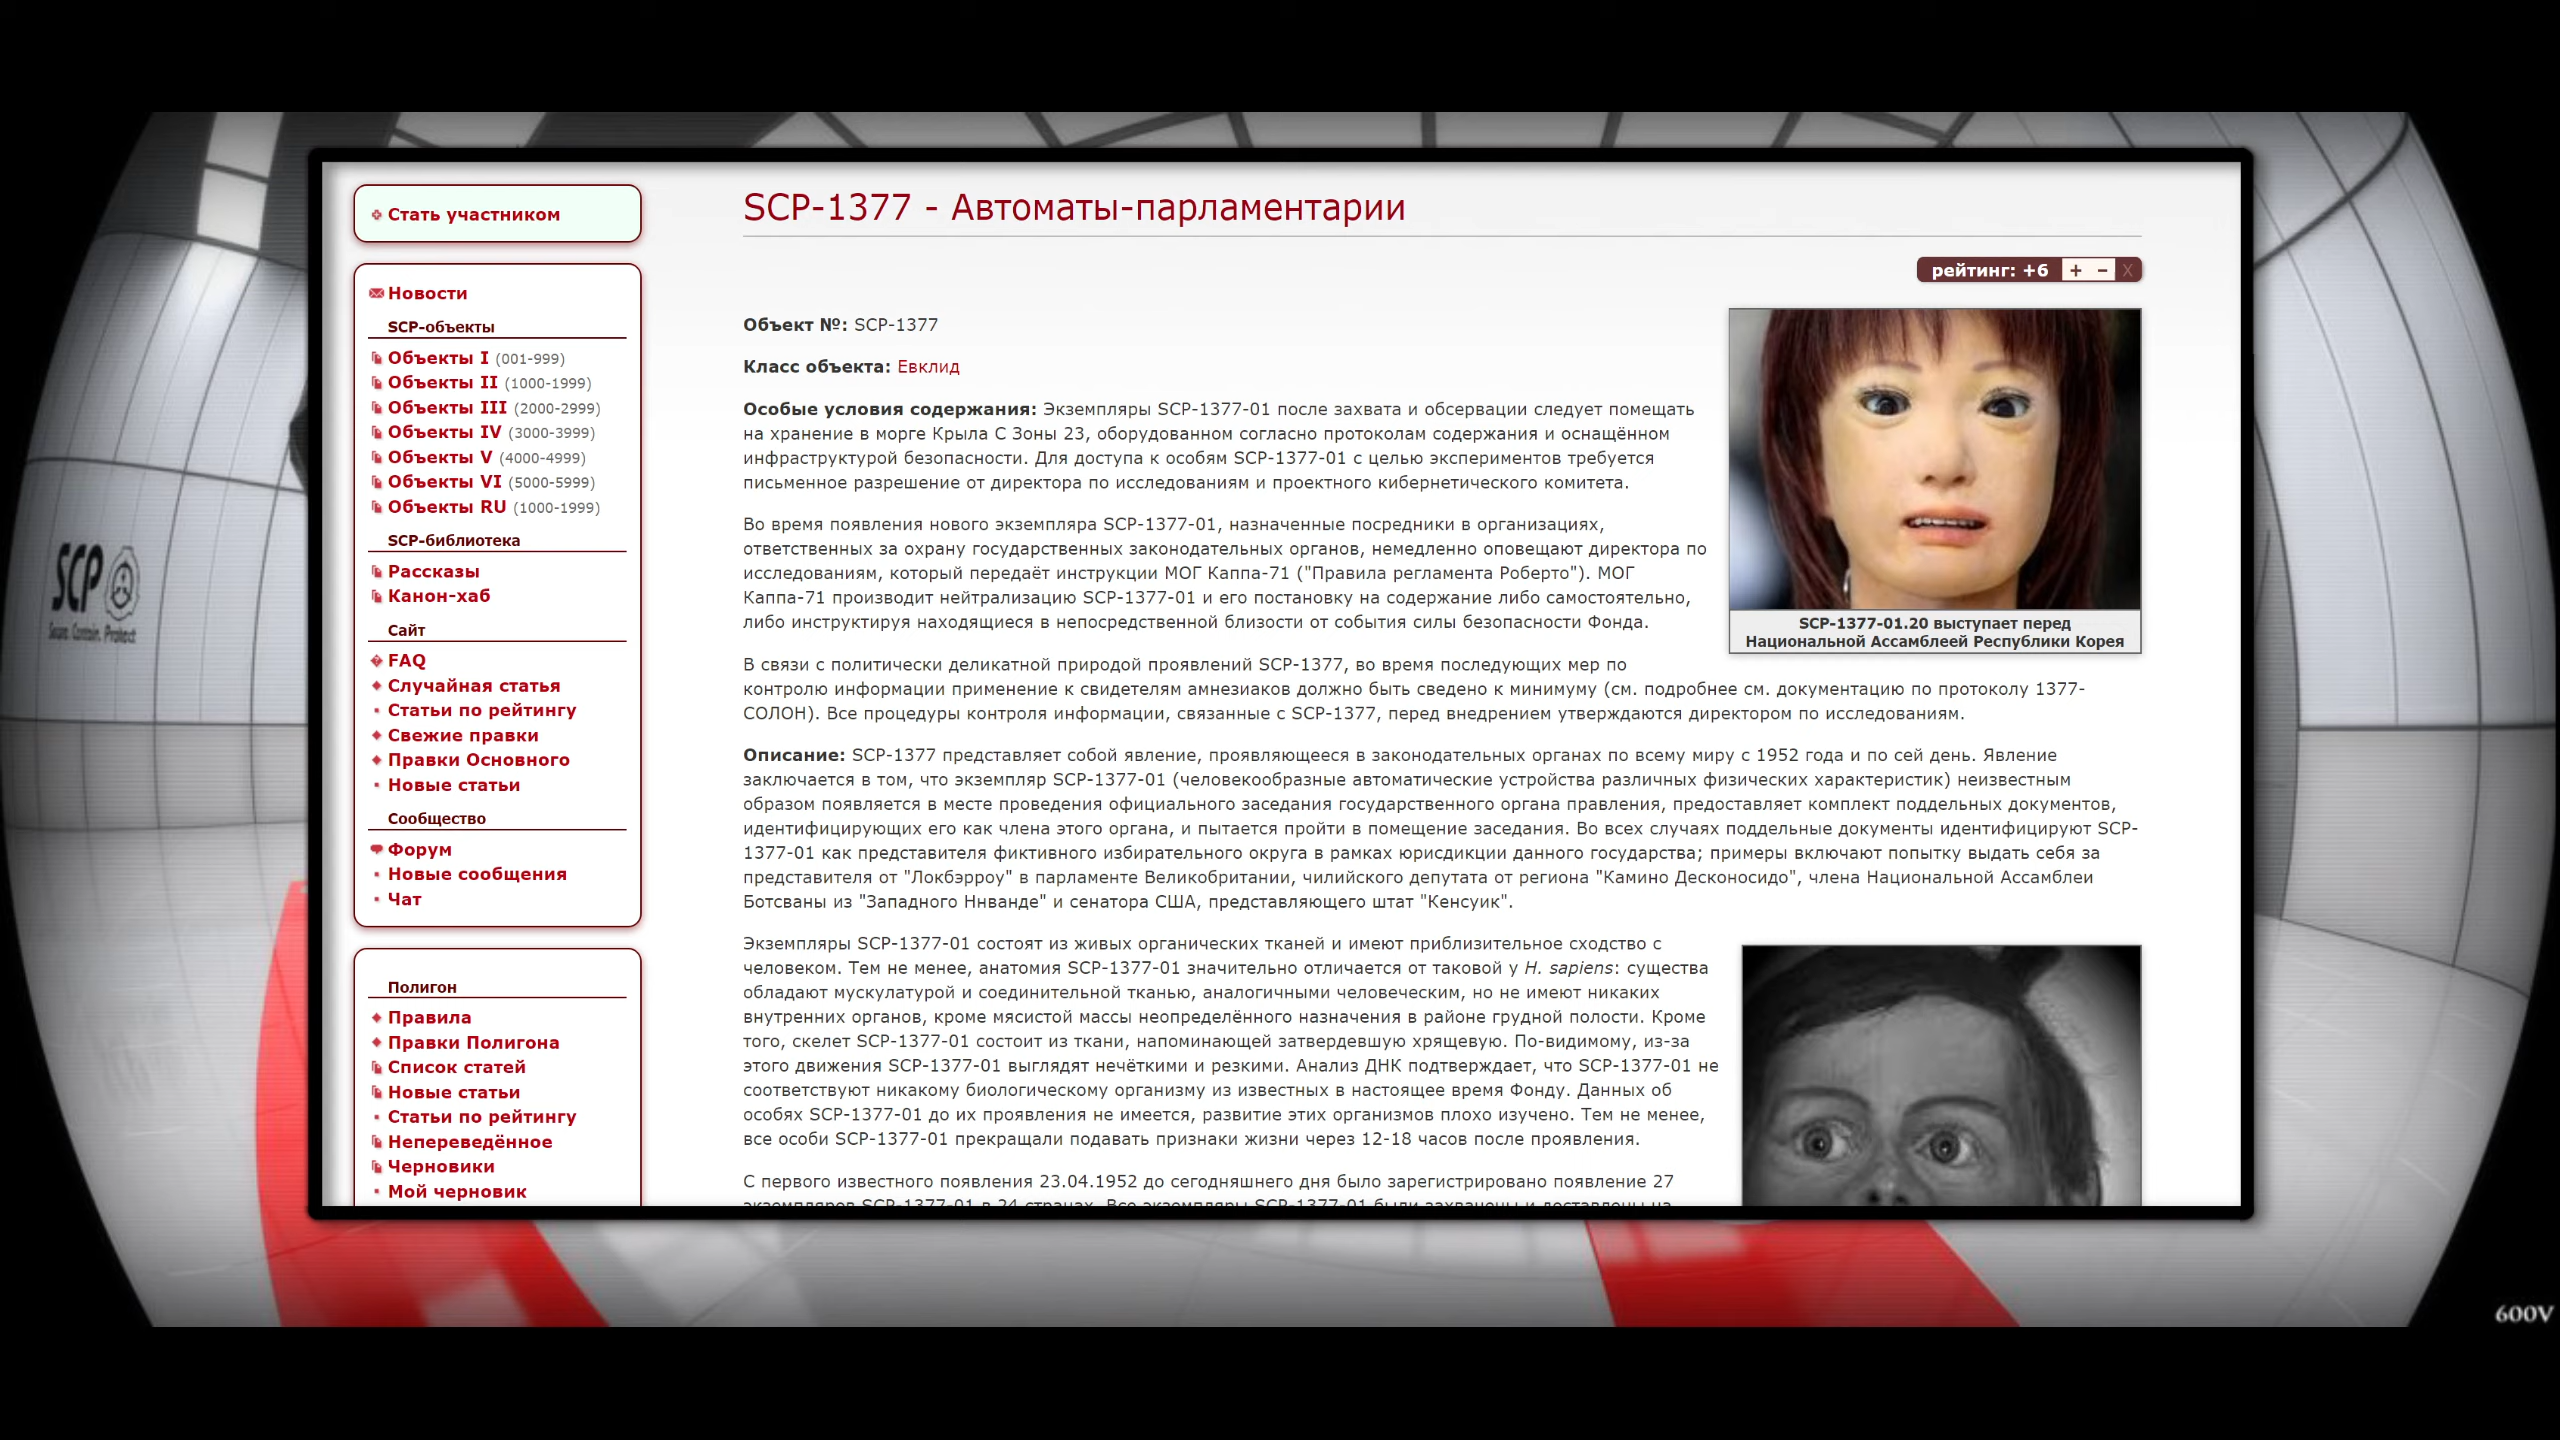 Стать участником
Новости
SCP-объекты
Объекты I (001-999)
Объекты II (1000-1999)
Объекты III (2000-2999)
Объекты IV (3000-3999)
Объекты V (4000-4999)
Объекты VI (5000-5999)
Объекты RU (1000-1999)
SCP-библиотека
Рассказы
Канон-хаб
Сайт
FAQ
Случайная статья
Статьи по рейтингу
Свежие правки
Правки Основного
Новые статьи
Сообщество
Форум
Новые сообщения
Чат
Полигон
Правила
Правки Полигона
Список статей
Новые статьи
Статьи по рейтингу
Непереведённое
Черновики
Мой черновик
SCP-1377 - Автоматы-парламентарии
рейтинг: +6 + − X
Объект №: SCP-1377
Класс объекта: Евклид
Особые условия содержания: Экземпляры SCP-1377-01 после захвата и обсервации следует помещать
на хранение в морге Крыла C Зоны 23, оборудованном согласно протоколам содержания и оснащённом
инфраструктурой безопасности. Для доступа к особям SCP-1377-01 с целью экспериментов требуется
письменное разрешение от директора по исследованиям и проектного кибернетического комитета.
Во время появления нового экземпляра SCP-1377-01, назначенные посредники в организациях,
ответственных за охрану государственных законодательных органов, немедленно оповещают директора по
исследованиям, который передаёт инструкции МОГ Каппа-71 ("Правила регламента Роберто"). МОГ
Каппа-71 производит нейтрализацию SCP-1377-01 и его постановку на содержание либо самостоятельно,
либо инструктируя находящиеся в непосредственной близости от события силы безопасности Фонда.
SCP-1377-01.20 выступает перед
Национальной Ассамблеей Республики Корея
В связи с политически деликатной природой проявлений SCP-1377, во время последующих мер по
контролю информации применение к свидетелям амнезиаков должно быть сведено к минимуму (см. подробнее см. документацию по протоколу 1377-
СОЛОН). Все процедуры контроля информации, связанные с SCP-1377, перед внедрением утверждаются директором по исследованиям.
Описание: SCP-1377 представляет собой явление, проявляющееся в законодательных органах по всему миру с 1952 года и по сей день. Явление
заключается в том, что экземпляр SCP-1377-01 (человекообразные автоматические устройства различных физических характеристик) неизвестным
образом появляется в месте проведения официального заседания государственного органа правления, предоставляет комплект поддельных документов,
идентифицирующих его как члена этого органа, и пытается пройти в помещение заседания. Во всех случаях поддельные документы идентифицируют SCP-
1377-01 как представителя фиктивного избирательного округа в рамках юрисдикции данного государства; примеры включают попытку выдать себя за
представителя от "Локбэрроу" в парламенте Великобритании, чилийского депутата от региона "Камино Десконосидо", члена Национальной Ассамблеи
Ботсваны из "Западного Ннванде" и сенатора США, представляющего штат "Кенсуик".
Экземпляры SCP-1377-01 состоят из живых органических тканей и имеют приблизительное сходство с
человеком. Тем не менее, анатомия SCP-1377-01 значительно отличается от таковой у H. sapiens: существа
обладают мускулатурой и соединительной тканью, аналогичными человеческим, но не имеют никаких
внутренних органов, кроме мясистой массы неопределённого назначения в районе грудной полости. Кроме
того, скелет SCP-1377-01 состоит из ткани, напоминающей затвердевшую хрящевую. По-видимому, из-за
этого движения SCP-1377-01 выглядят нечёткими и резкими. Анализ ДНК подтверждает, что SCP-1377-01 не
соответствуют никакому биологическому организму из известных в настоящее время Фонду. Данных об
особях SCP-1377-01 до их проявления не имеется, развитие этих организмов плохо изучено. Тем не менее,
все особи SCP-1377-01 прекращали подавать признаки жизни через 12-18 часов после проявления.
С первого известного появления 23.04.1952 до сегодняшнего дня было зарегистрировано появление 27
экземпляров SCP-1377-01 в 24 странах. Все экземпляры SCP-1377-01 были захвачены и доставлены на
SCP
Secure. Contain. Protect
600V